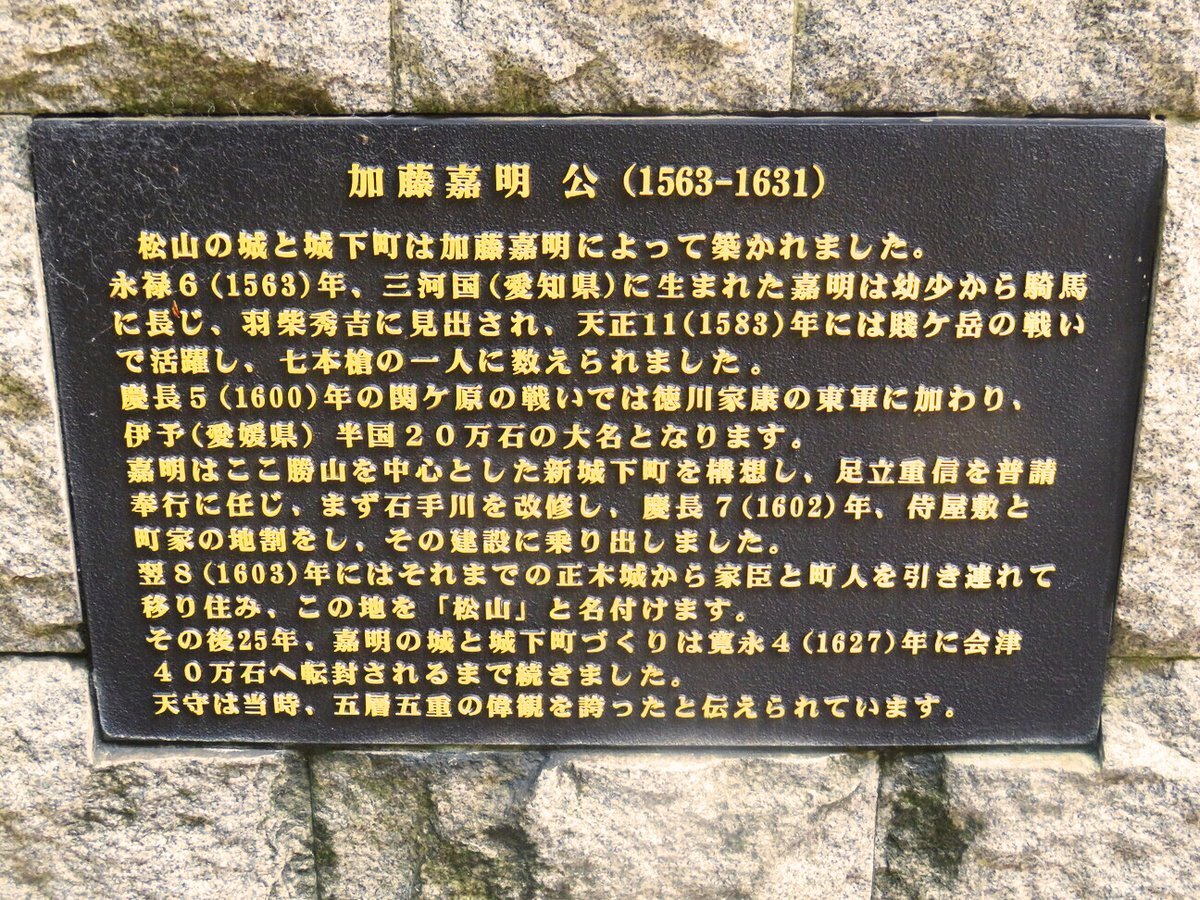 加藤嘉明 公 (1563-1631)
松山の城と城下町は加藤嘉明によって築かれました。
永禄6(1563)年、三河国(愛知県)に生まれた嘉明は幼少から騎馬
に長じ、羽柴秀吉に見出され、天正11(1583)年には賤ケ岳の戦い
で活躍し、七本槍の一人に数えられました。
慶長5(1600)年の関ケ原の戦いでは徳川家康の東軍に加わり、
伊予(愛媛県) 半国20万石の大名となります。
嘉明はここ勝山を中心とした新城下町を構想し、足立重信を普請
奉行に任じ、まず石手川を改修し、慶長7(1602)年、侍屋敷と
町家の地割をし、その建設に乗り出しました。
翌8(1603)年にはそれまでの正木城から家臣と町人を引き連れて
移り住み、この地を「松山」と名付けます。
その後25年、嘉明の城と城下町づくりは寛永4(1627)年に会津
40万石へ転封されるまで続きました。
天守は当時、五層五重の偉観を誇ったと伝えられています。